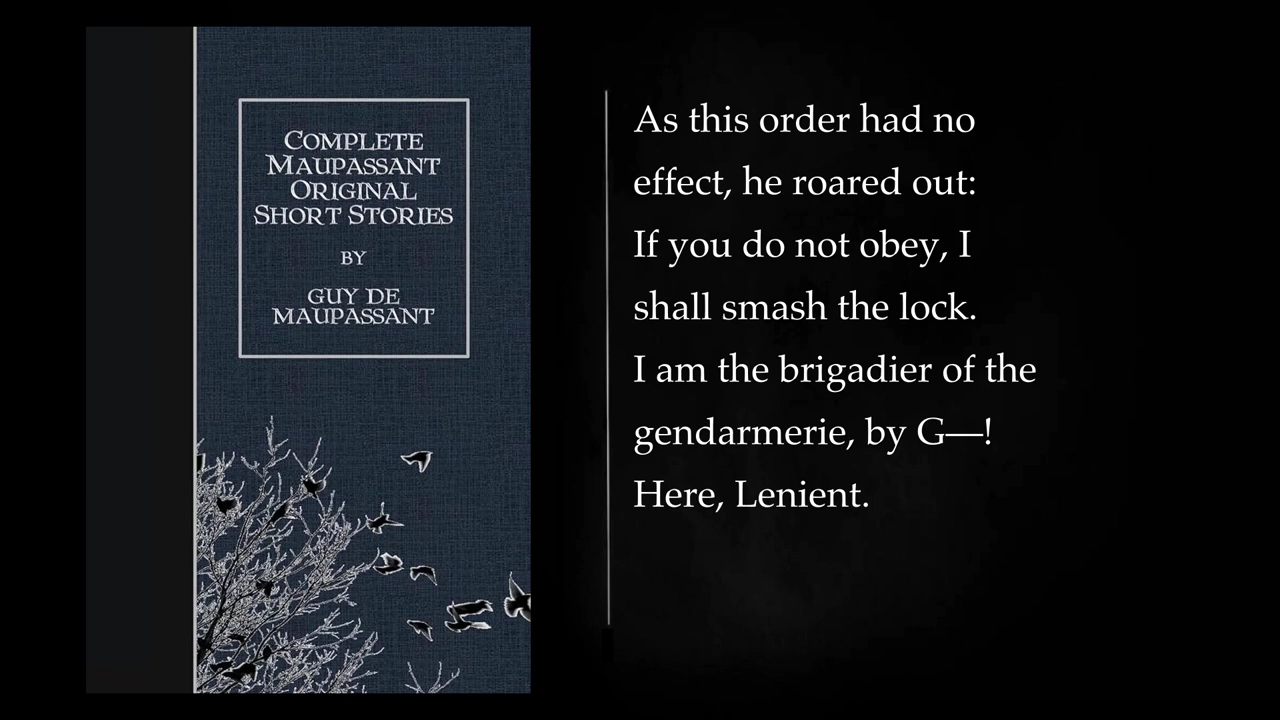 COMPLETE
MAUPASSANT
ORIGINAL
SHORT STORIES
BY
GUY DE
MAUPASSANT
As this order had no
effect, he roared out:
If you do not obey, I
shall smash the lock.
I am the brigadier of the
gendarmerie, by G—!
Here, Lenient.